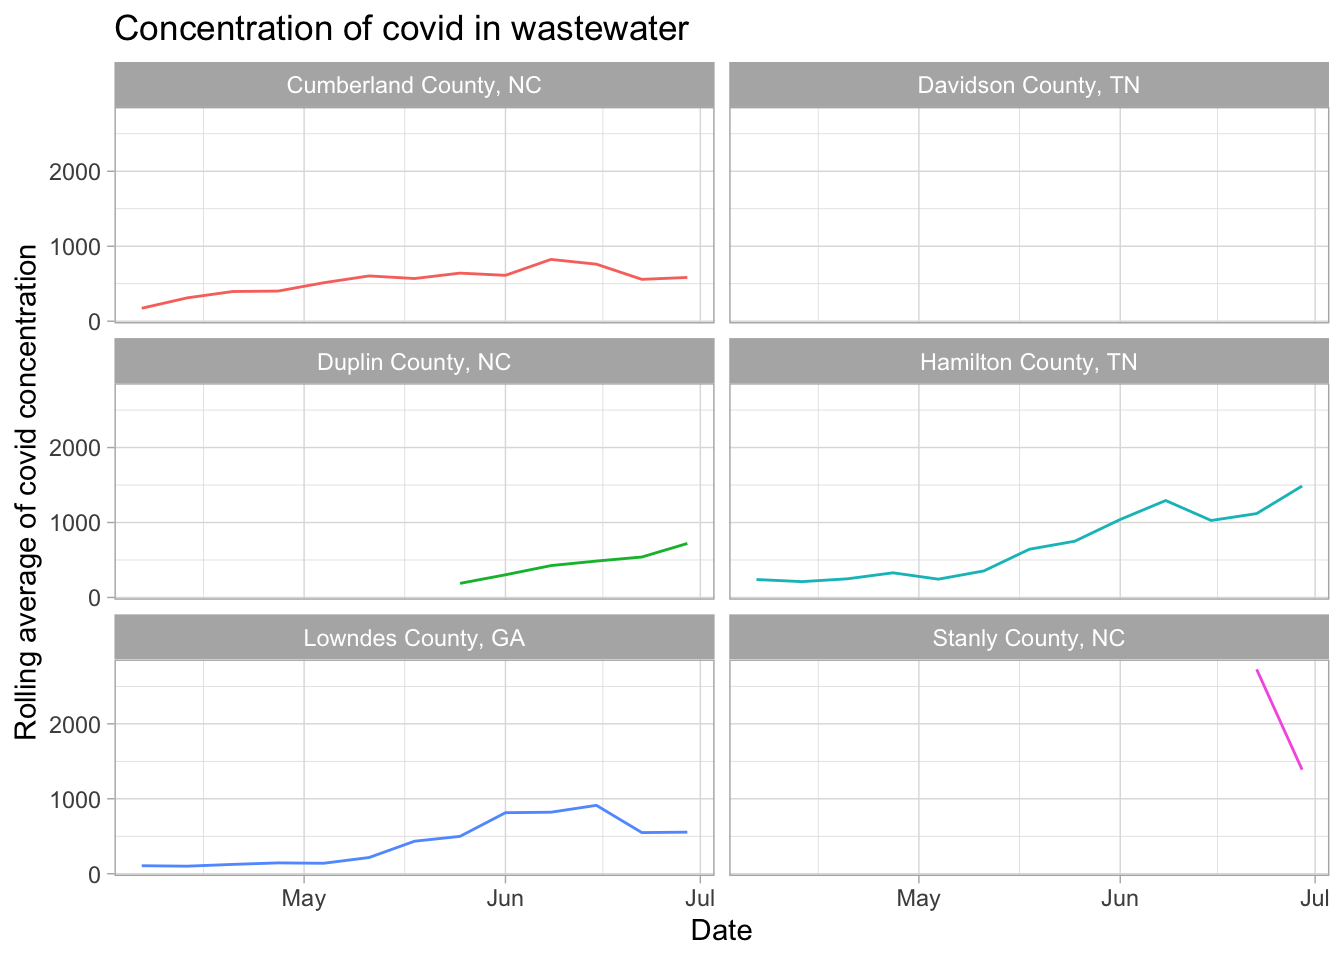 Concentration of covid in wastewater
Cumberland County, NC
Davidson County, TN
2000
1000
0
Duplin County, NC
Hamilton County, TN
2000
1000
0
Lowndes County, GA
Stanly County, NC
2000
1000
0
Rolling average of covid concentration
May Jun Jul
May Jun Jul
Date